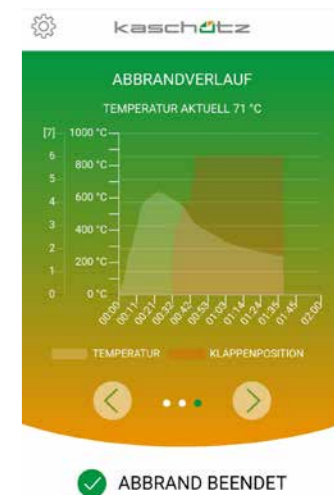 kaschütz
ABBRANDVERLAUF
TEMPERATUR AKTUELL 71 °C
[7] 1000 °C
6 800 °C
5
4 600 °C
3 400 °C
2 200 °C
1
0 0 °C
00:00 00:11 00:21 00:32 00:42 00:53 01:03 01:14 01:24 01:35 01:45 02:00
TEMPERATUR KLAPPENPOSITION
ABBRAND BEENDET